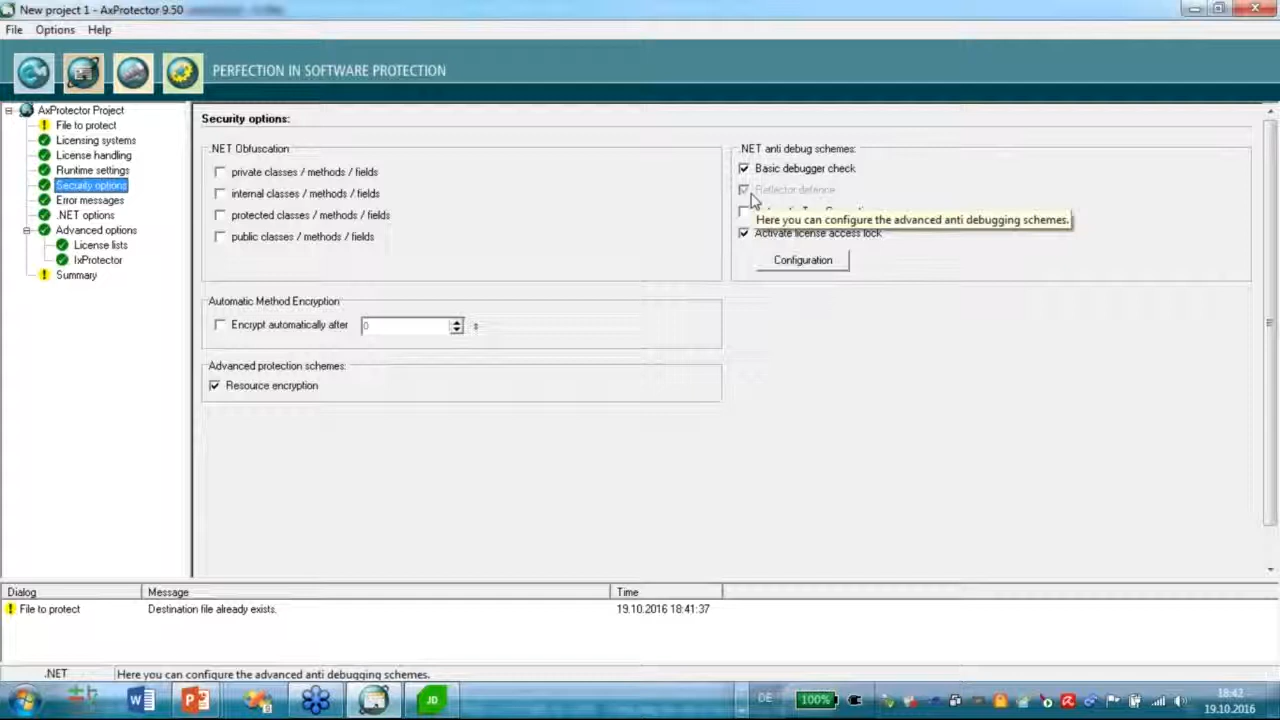 New project 1 - AxProtector 9.50
File Options Help
PERFECTION IN SOFTWARE PROTECTION
AxProtector Project
File to protect
Licensing systems
License handling
Runtime settings
Security options
Error messages
.NET options
Advanced options
License lists
IxProtector
Summary
Security options:
.NET Obfuscation
private classes / methods / fields
internal classes / methods / fields
protected classes / methods / fields
public classes / methods / fields
Automatic Method Encryption
Encrypt automatically after 0 s
Advanced protection schemes:
Resource encryption
.NET anti debug schemes:
Basic debugger check
Reflector defence
Here you can configure the advanced anti debugging schemes.
Activate license access lock
Configuration
Dialog Message Time
File to protect Destination file already exists. 19.10.2016 18:41:37
.NET Here you can configure the advanced anti debugging schemes.
JD
DE 100%
18:42
19.10.2016